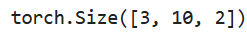 torch.Size([3, 10, 2])